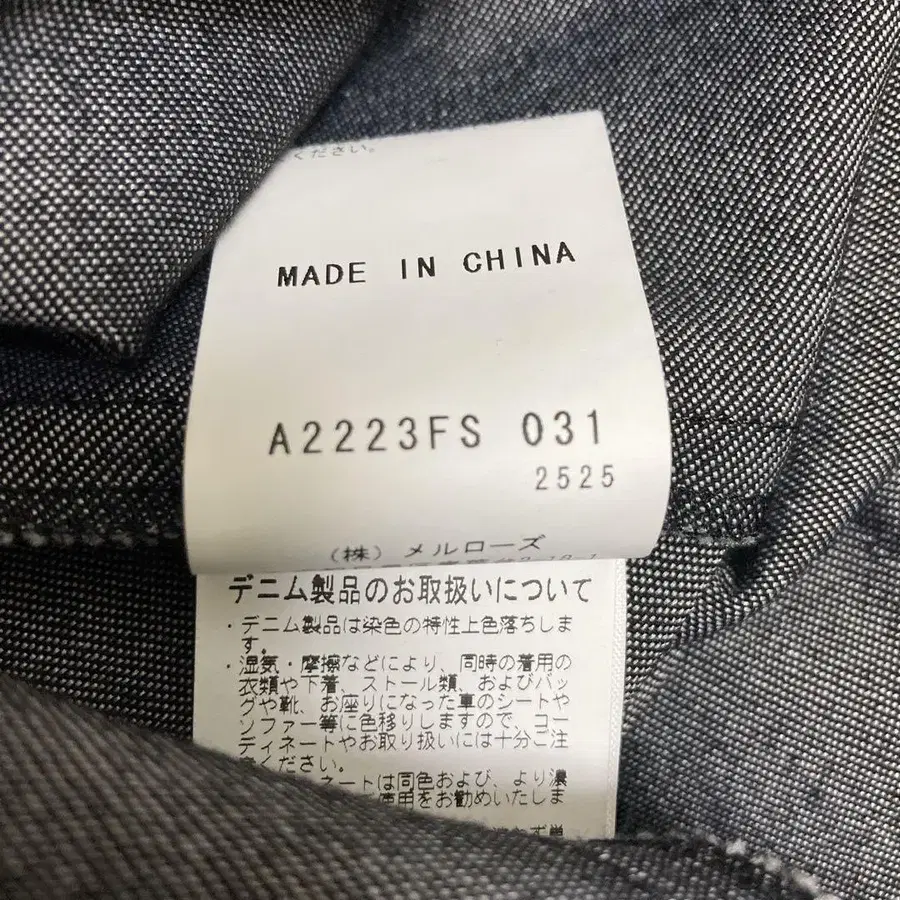 ください。
MADE IN CHINA
A2223FS 031
2525
(株) メルローズ
デニム製品のお取扱いについて
・デニム製品は染色の特性上色落ちしま
す。
・湿気・摩擦などにより、同時の着用の
衣類や下着、ストール類、およびバッ
グや靴、お座りになった車のシートや
ソファー等に色移りしますので、コー
ディネートやお取り扱いには十分ご注
意ください。
ネートは同色および、より濃
使用をお勧めいたしま